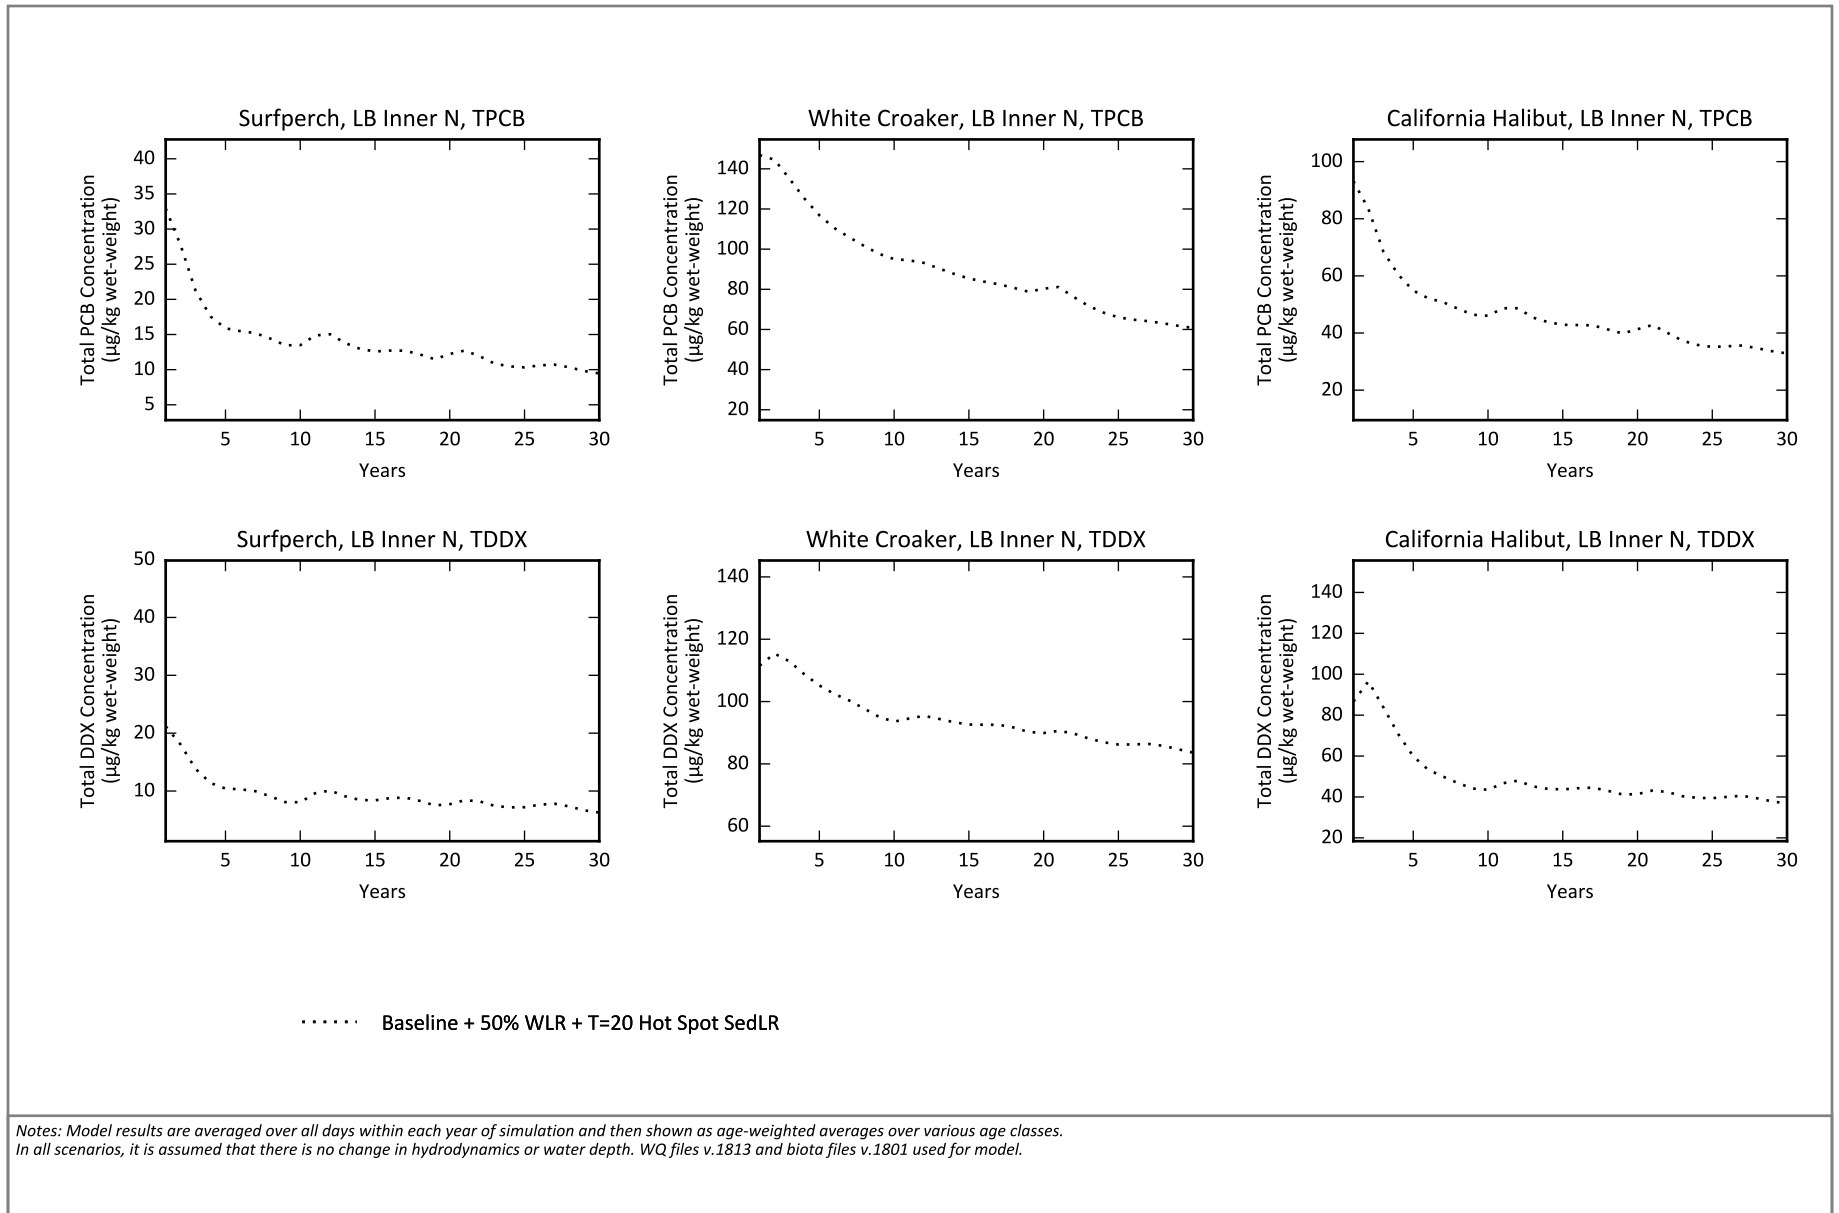 Surfperch, LB Inner N, TPCB
Total PCB Concentration
(µg/kg wet-weight)
40
35
30
25
20
15
10
5
5 10 15 20 25 30
Years
White Croaker, LB Inner N, TPCB
Total PCB Concentration
(µg/kg wet-weight)
140
120
100
80
60
40
20
5 10 15 20 25 30
Years
California Halibut, LB Inner N, TPCB
Total PCB Concentration
(µg/kg wet-weight)
100
80
60
40
20
5 10 15 20 25 30
Years
Surfperch, LB Inner N, TDDX
Total DDX Concentration
(µg/kg wet-weight)
50
40
30
20
10
5 10 15 20 25 30
Years
White Croaker, LB Inner N, TDDX
Total DDX Concentration
(µg/kg wet-weight)
140
120
100
80
60
5 10 15 20 25 30
Years
California Halibut, LB Inner N, TDDX
Total DDX Concentration
(µg/kg wet-weight)
140
120
100
80
60
40
20
5 10 15 20 25 30
Years
Baseline + 50% WLR + T=20 Hot Spot SedLR
Notes: Model results are averaged over all days within each year of simulation and then shown as age-weighted averages over various age classes.
In all scenarios, it is assumed that there is no change in hydrodynamics or water depth. WQ files v.1813 and biota files v.1801 used for model.